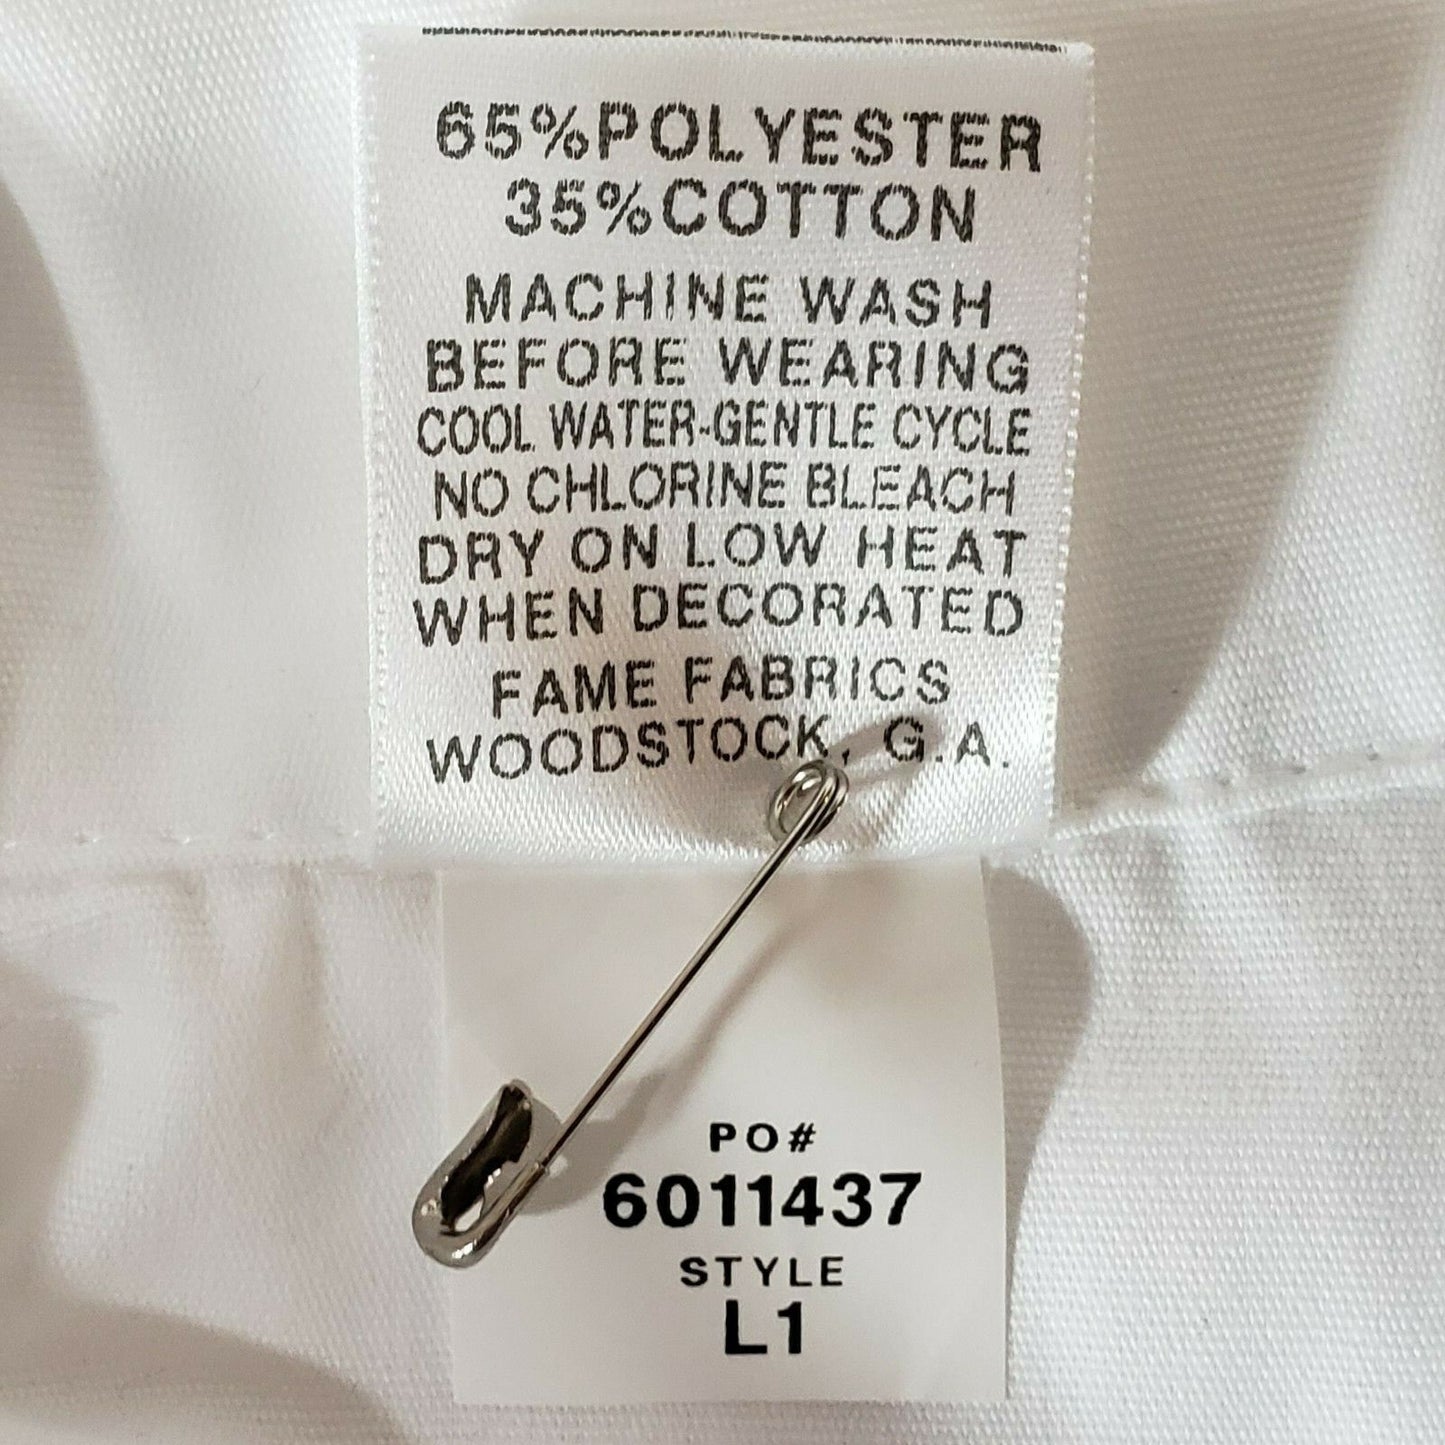 65%POLYESTER
35%COTTON
MACHINE WASH
BEFORE WEARING
COOL WATER-GENTLE CYCLE
NO CHLORINE BLEACH
DRY ON LOW HEAT
WHEN DECORATED
FAME FABRICS
WOODSTOCK, G.A.
PO#
6011437
STYLE
L1